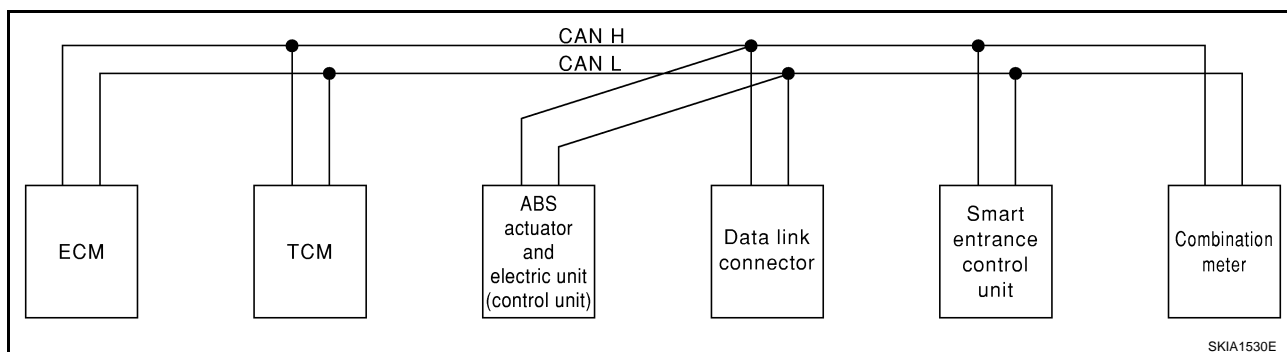 CAN H
CAN L
ECM
TCM
ABS
actuator
and
electric unit
(control unit)
Data link
connector
Smart
entrance
control
unit
Combination
meter
SKIA1530E